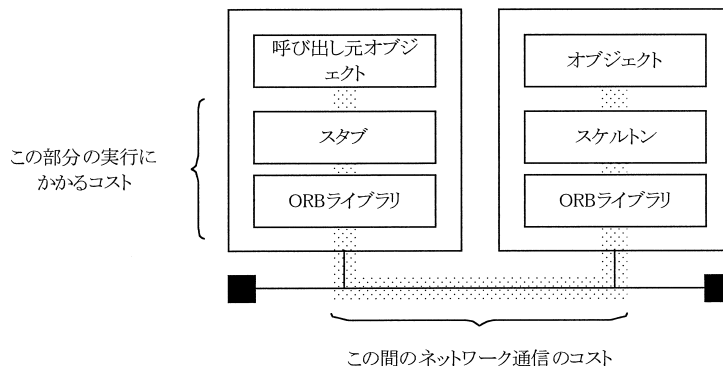 呼び出し元オブジ
ェクト
オブジェクト
スタブ
スケルトン
この部分の実行に
かかるコスト
ORBライブラリ
ORBライブラリ
この間のネットワーク通信のコスト